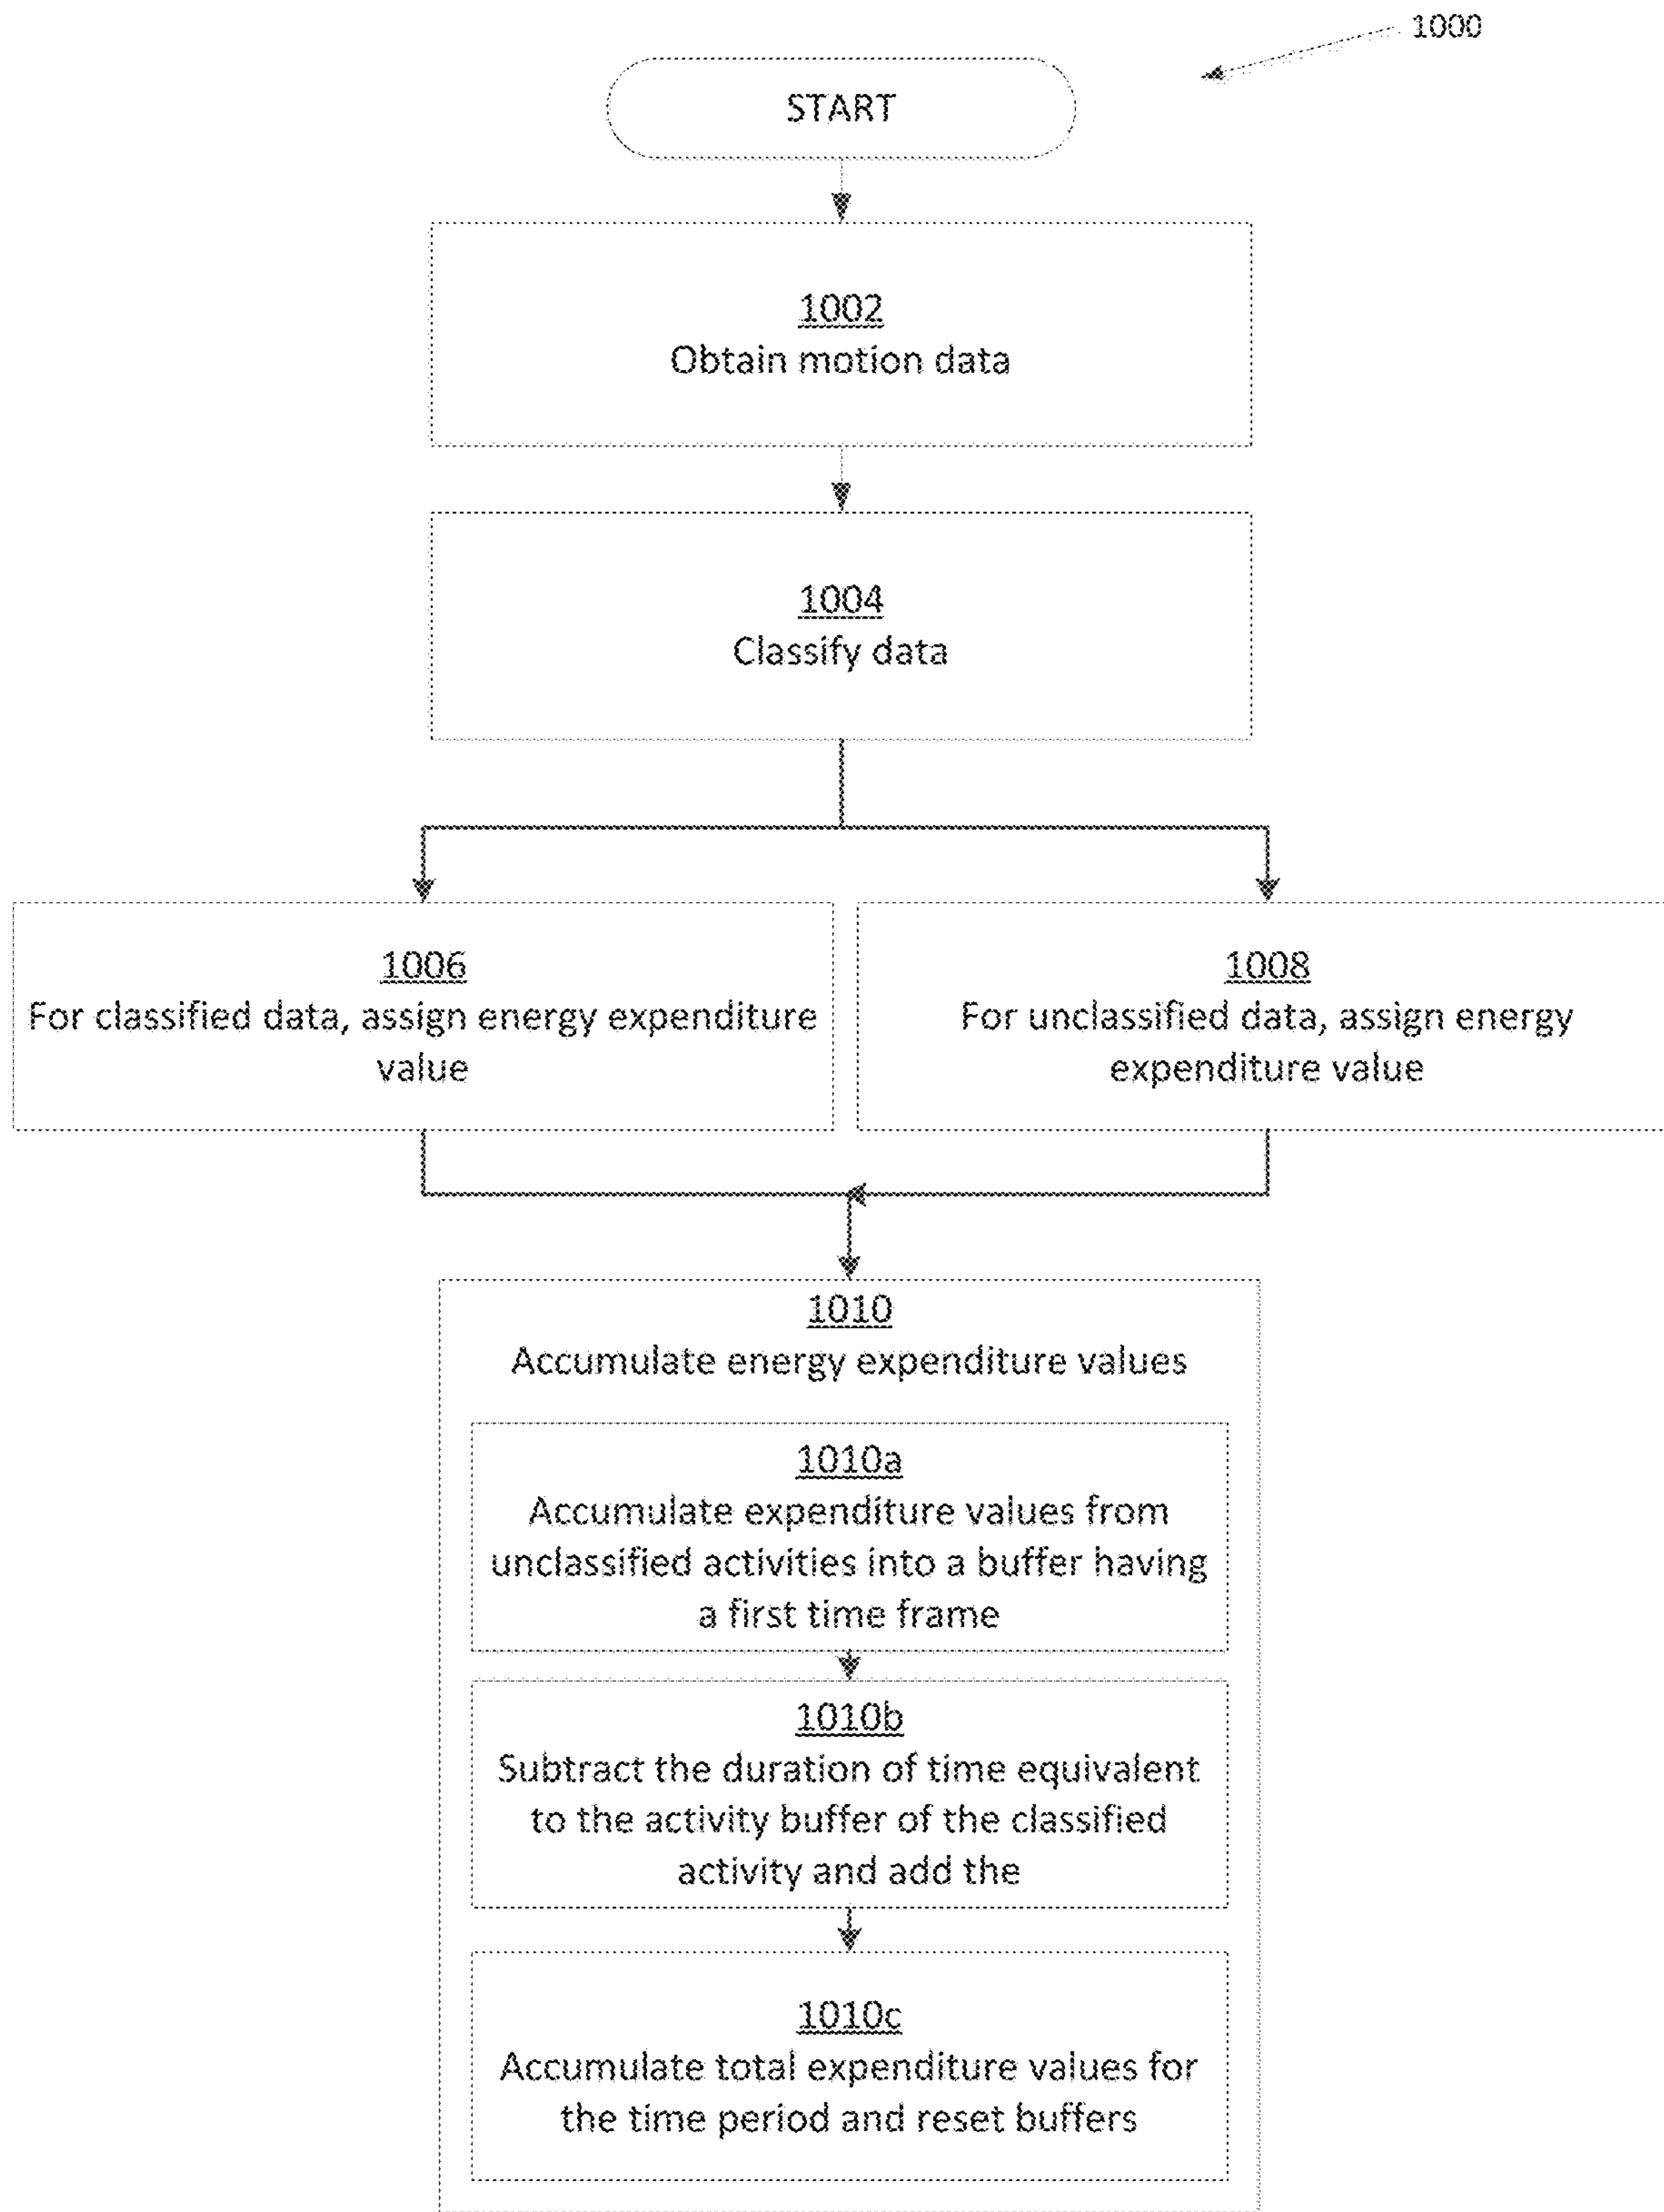 1000
START
1002
Obtain motion data
1004
Classify data
1006
For classified data, assign energy expenditure
value
1008
For unclassified data, assign energy
expenditure value
1010
Accumulate energy expenditure values
1010a
Accumulate expenditure values from
unclassified activities into a buffer having
a first time frame
1010b
Subtract the duration of time equivalent
to the activity buffer of the classified
activity and add the
1010c
Accumulate total expenditure values for
the time period and reset buffers